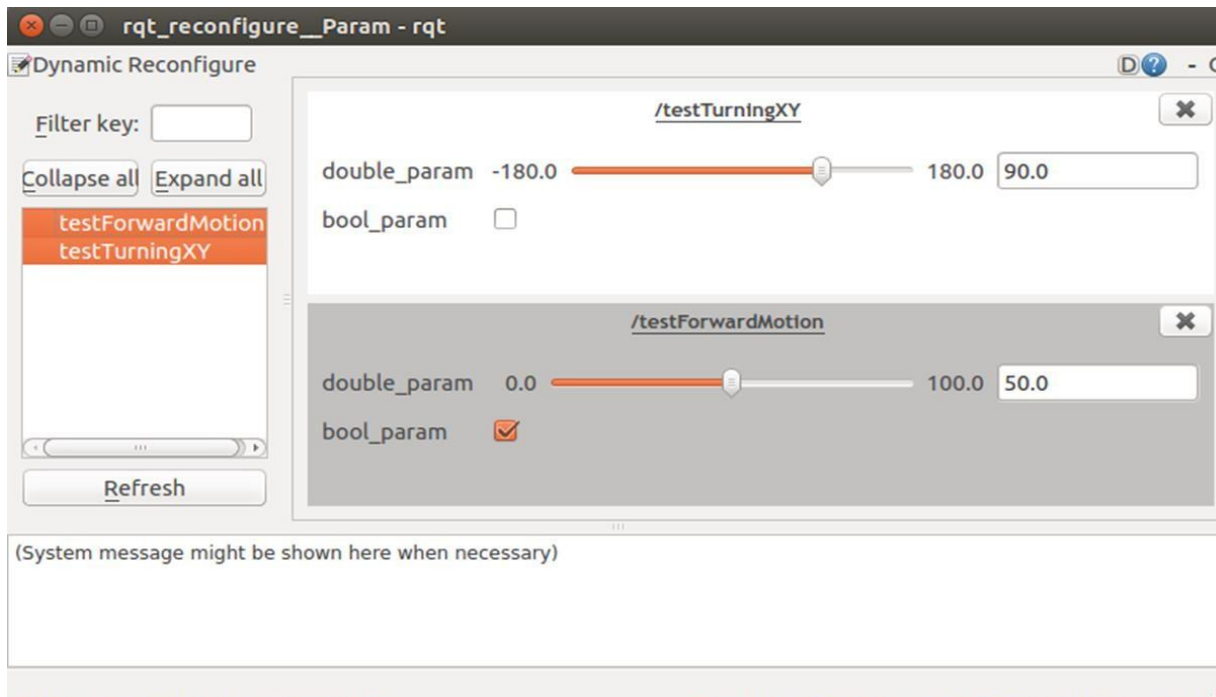 rqt_reconfigure__Param - rqt
Dynamic Reconfigure
D ? -
Filter key:
Collapse all Expand all
testForwardMotion
testTurningXY
Refresh
/testTurningXY
double_param -180.0 180.0 90.0
bool_param
/testForwardMotion
double_param 0.0 100.0 50.0
bool_param
(System message might be shown here when necessary)